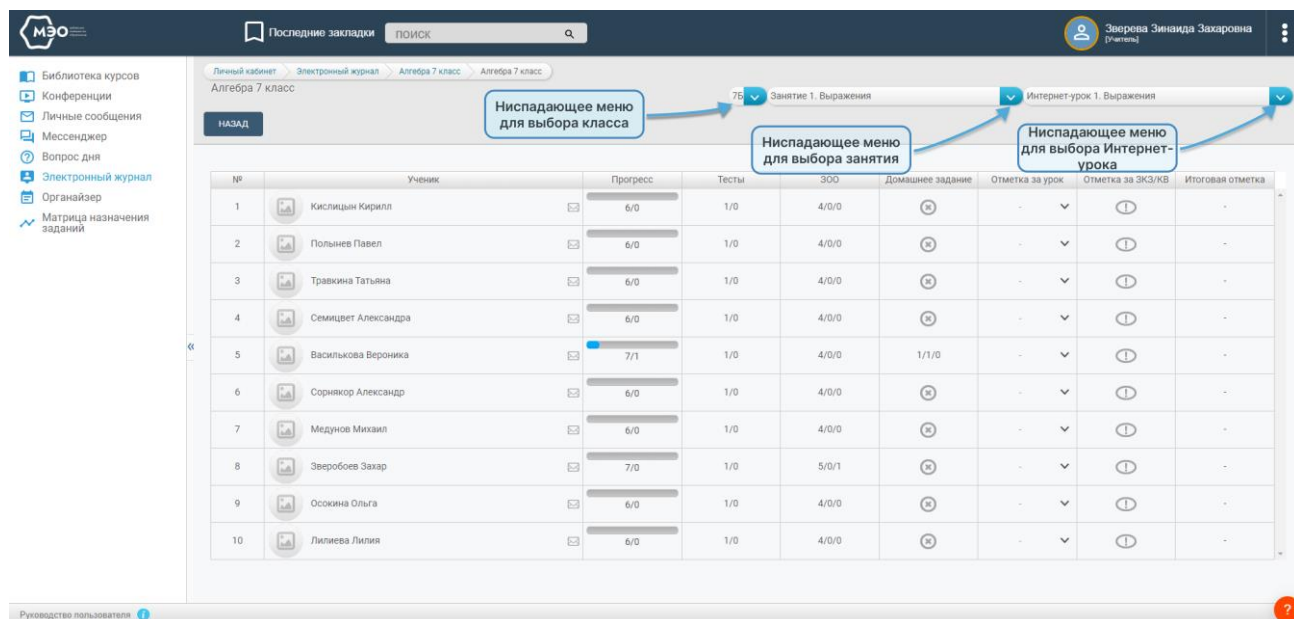 МЭО
Последние закладки
ПОИСК
Зверева Зинаида Захаровна
[Учитель]
Библиотека курсов
Конференции
Личные сообщения
Мессенджер
Вопрос дня
Электронный журнал
Органайзер
Матрица назначения
заданий
Личный кабинет Электронный журнал Алгебра 7 класс Алгебра 7 класс
Алгебра 7 класс
НАЗАД
7Б Занятие 1. Выражения Интернет-урок 1. Выражения
Ниспадающее меню
для выбора класса
Ниспадающее меню
для выбора занятия
Ниспадающее меню
для выбора Интернет-
урока
№ Ученик Прогресс Тесты ЗОО Домашнее задание Отметка за урок Отметка за ЗКЗ/КВ Итоговая отметка
1 Кислицын Кирилл 6/0 1/0 4/0/0 - -
2 Полынев Павел 6/0 1/0 4/0/0 - -
3 Травкина Татьяна 6/0 1/0 4/0/0 - -
4 Семицвет Александра 6/0 1/0 4/0/0 - -
5 Василькова Вероника 7/1 1/0 4/0/0 1/1/0 - -
6 Сорнякор Александр 6/0 1/0 4/0/0 - -
7 Медунов Михаил 6/0 1/0 4/0/0 - -
8 Зверобоев Захар 7/0 1/0 5/0/1 - -
9 Осокина Ольга 6/0 1/0 4/0/0 - -
10 Лилиева Лилия 6/0 1/0 4/0/0 - -
Руководство пользователя